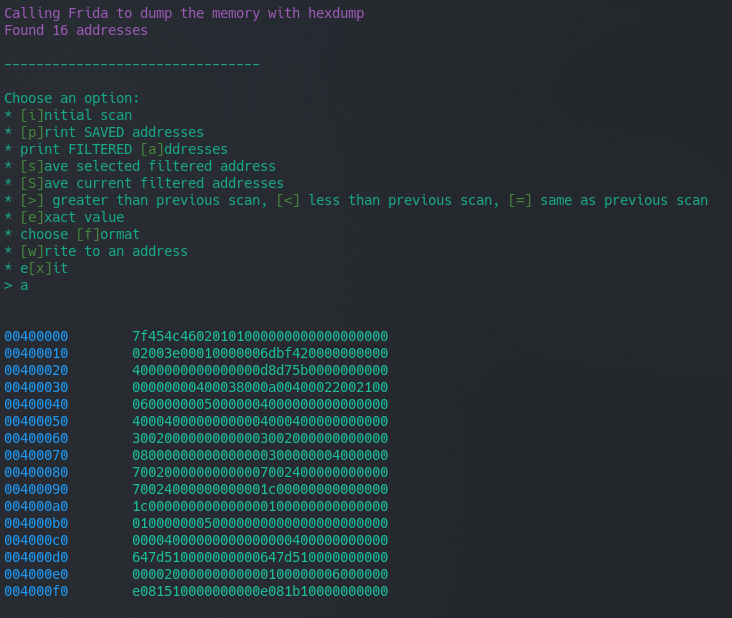 Calling Frida to dump the memory with hexdump
Found 16 addresses
--------------------------------
Choose an option:
* [i]nitial scan
* [p]rint SAVED addresses
* print FILTERED [a]ddresses
* [s]ave selected filtered address
* [S]ave current filtered addresses
* [>] greater than previous scan, [<] less than previous scan, [=] same as previous scan
* [e]xact value
* choose [f]ormat
* [w]rite to an address
* e[x]it
> a
00400000        7f454c46020101000000000000000000
00400010        02003e00010000006dbf420000000000
00400020        4000000000000000d8d75b0000000000
00400030        00000000400038000a00400022002100
00400040        06000000050000004000000000000000
00400050        40004000000000004000400000000000
00400060        30020000000000003002000000000000
00400070        08000000000000000300000004000000
00400080        70020000000000007002400000000000
00400090        70024000000000001c00000000000000
004000a0        1c000000000000000100000000000000
004000b0        01000000050000000000000000000000
004000c0        00004000000000000000400000000000
004000d0        647d510000000000647d510000000000
004000e0        00002000000000000100000006000000
004000f0        e081510000000000e081b10000000000